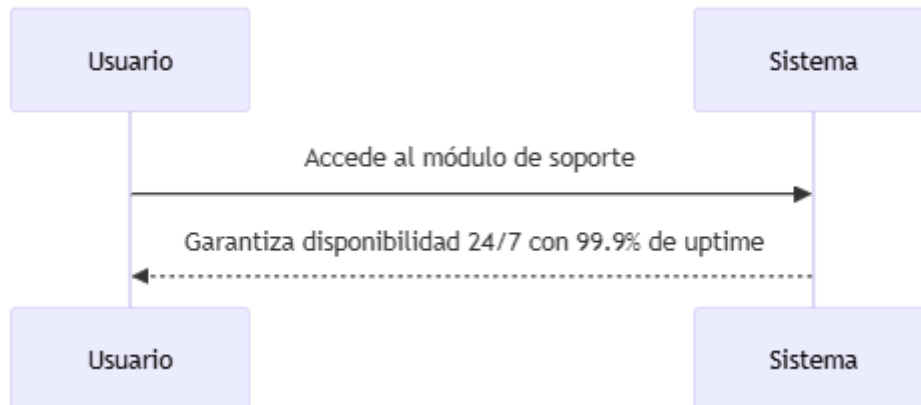 Usuario
Sistema
Accede al módulo de soporte
Garantiza disponibilidad 24/7 con 99.9% de uptime
Usuario
Sistema